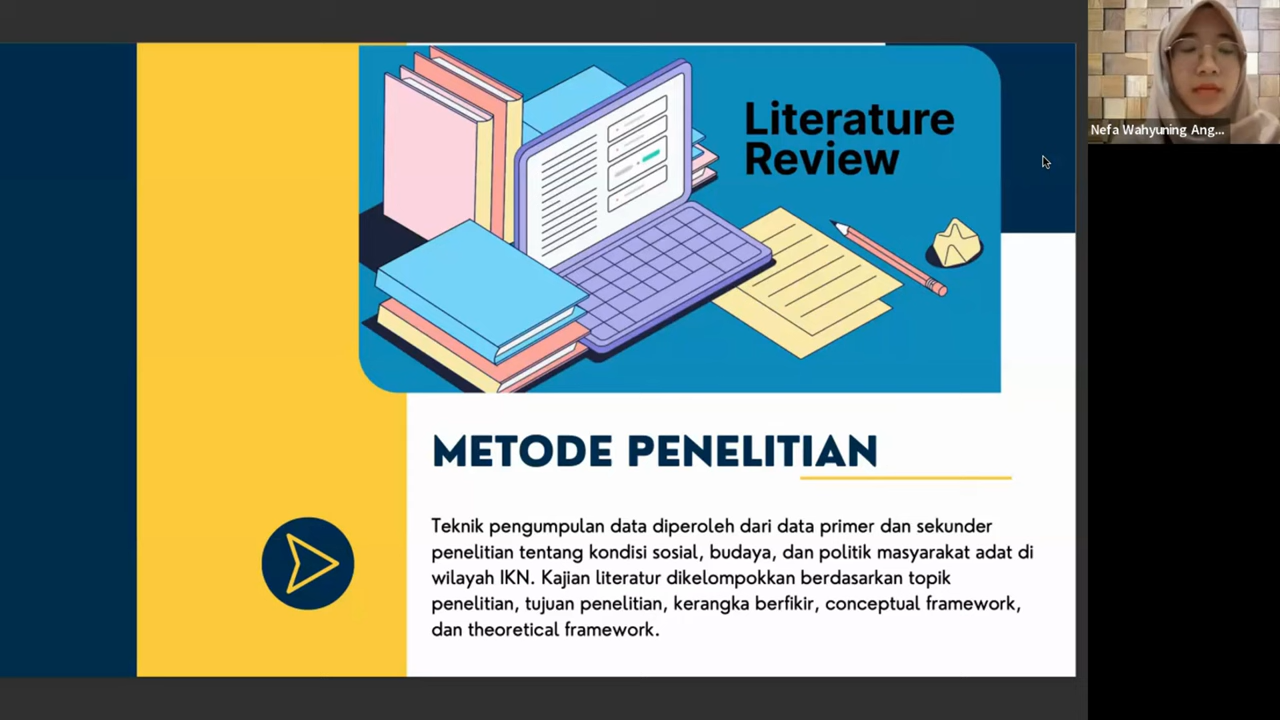 Literature
Review
METODE PENELITIAN
Teknik pengumpulan data diperoleh dari data primer dan sekunder
penelitian tentang kondisi sosial, budaya, dan politik masyarakat adat di
wilayah IKN. Kajian literatur dikelompokkan berdasarkan topik
penelitian, tujuan penelitian, kerangka berfikir, conceptual framework,
dan theoretical framework.
Nefa Wahyuning Ang...